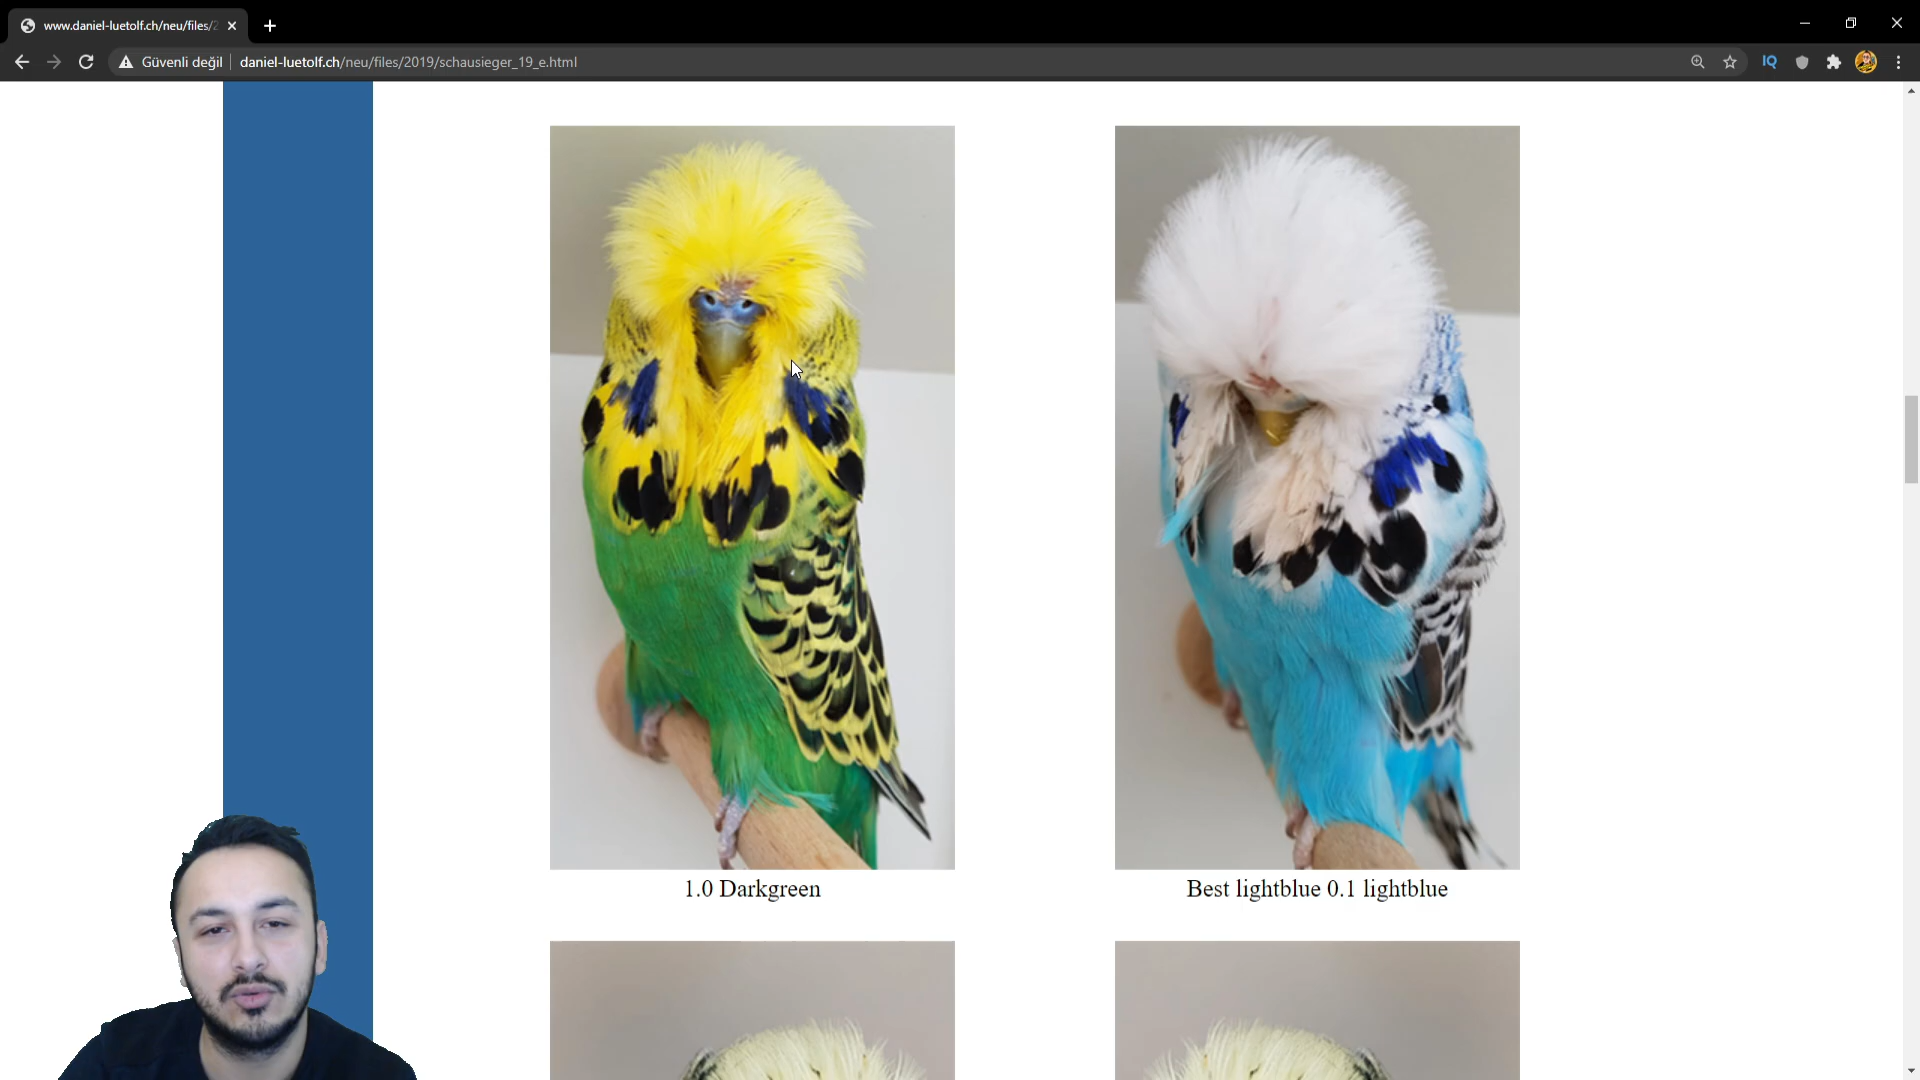 www.daniel-luetolf.ch/neu/files/2
Güvenli değil
daniel-luetolf.ch/neu/files/2019/schausieger_19_e.html
IQ
1.0 Darkgreen
Best lightblue 0.1 lightblue